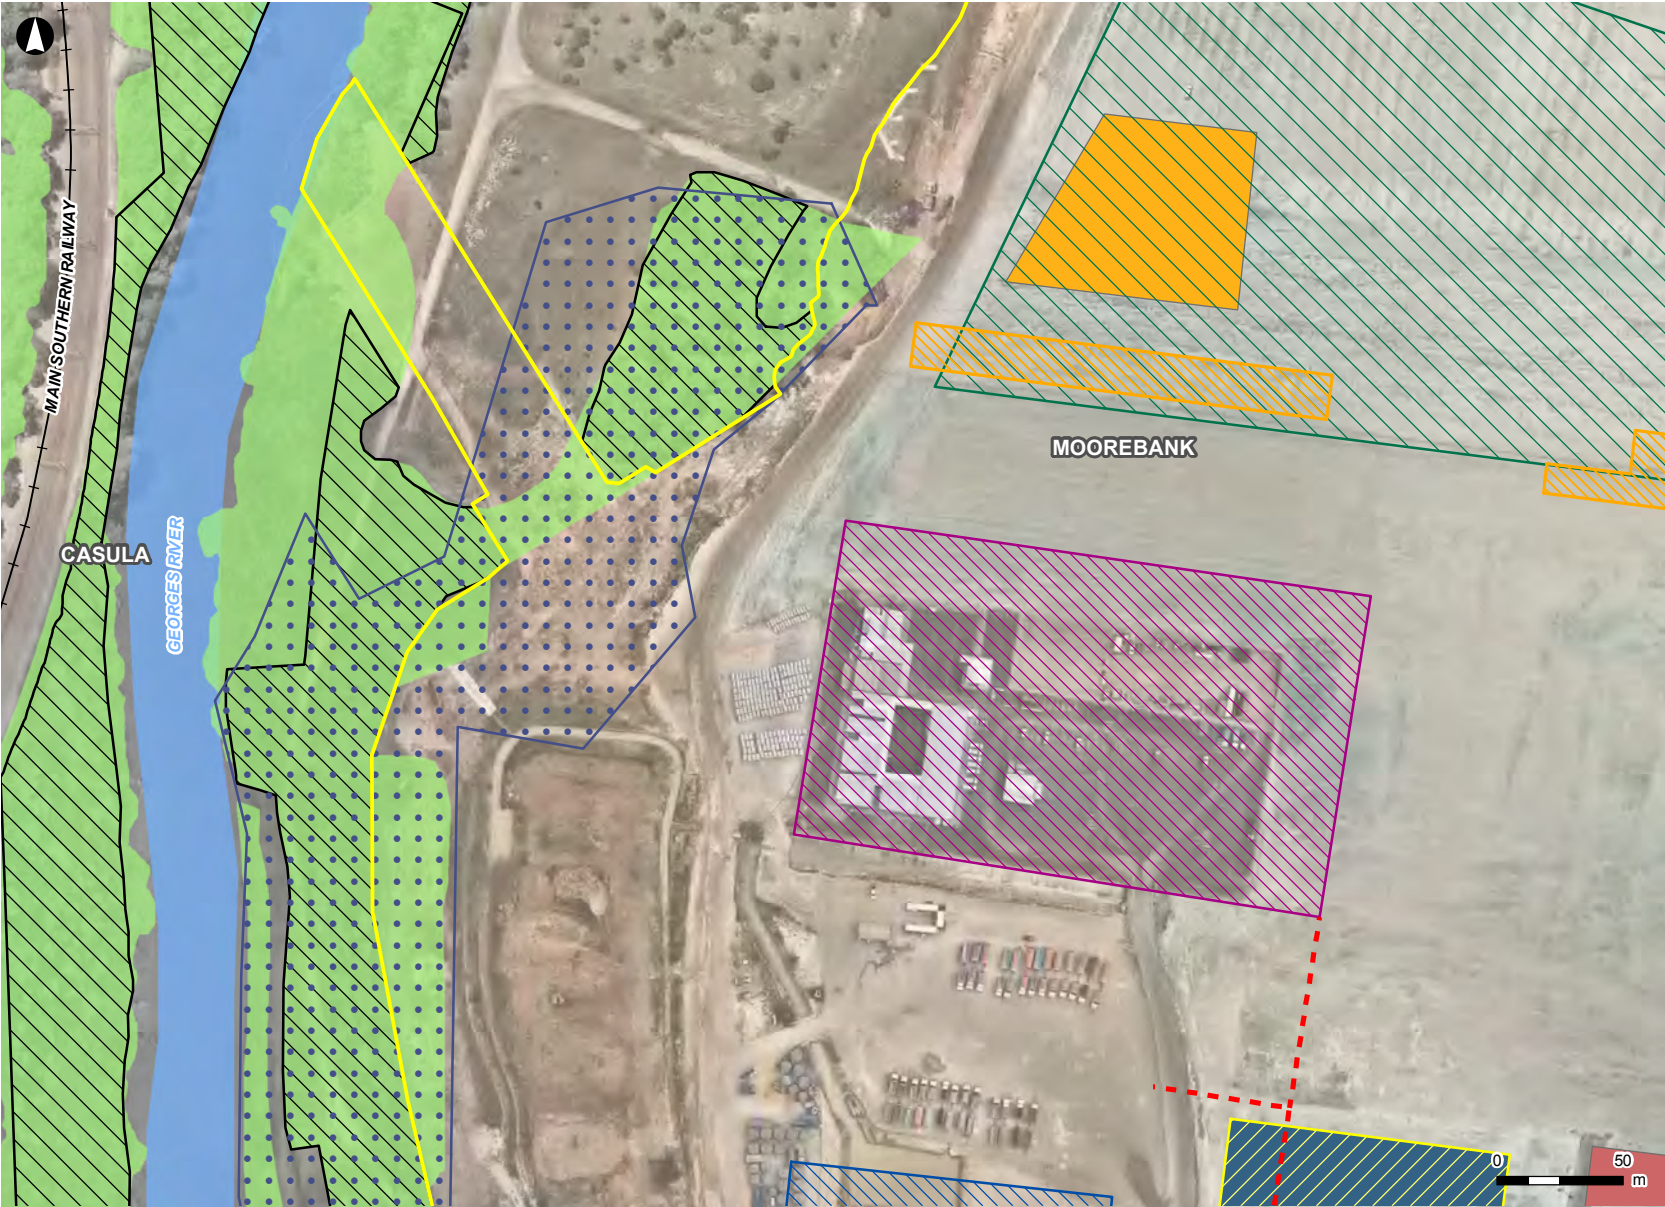 MAIN SOUTHERN RAILWAY
MOOREBANK
CASULA
GEORGES RIVER
0 50
m